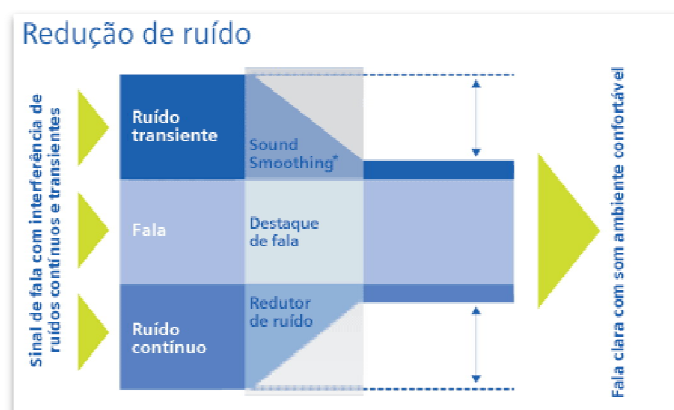 Redução de ruído
Sinal de fala com interferência de
ruídos contínuos e transientes
Ruído
transiente
Sound
Smoothing*
Fala
Destaque
de fala
Ruído
contínuo
Redutor
de ruído
Fala clara com som ambiente confortável